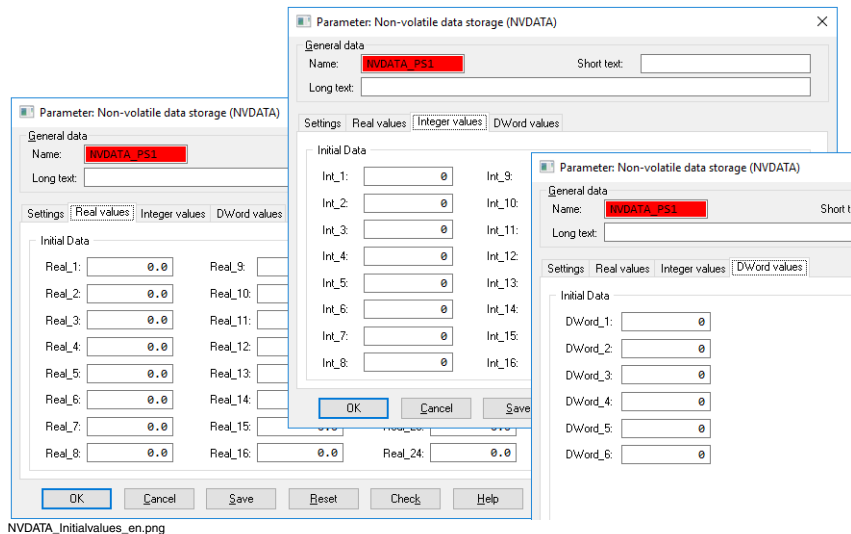 Parameter: Non-volatile data storage (NVDATA)
General data
Name: NVDATA_PS1 Short text:
Long text:
Settings Real values Integer values DWord values
Initial Data
Int_1: 0 Int_9:
Int_2: 0 Int_10:
Int_3: 0 Int_11:
Int_4: 0 Int_12:
Int_5: 0 Int_13:
Int_6: 0 Int_14:
Int_7: 0 Int_15:
Int_8: 0 Int_16:
OK Cancel Save
Parameter: Non-volatile data storage (NVDATA)
General data
Name: NVDATA_PS1
Long text:
Settings Real values Integer values DWord values
Initial Data
Real_1: 0.0 Real_9:
Real_2: 0.0 Real_10:
Real_3: 0.0 Real_11:
Real_4: 0.0 Real_12:
Real_5: 0.0 Real_13:
Real_6: 0.0 Real_14:
Real_7: 0.0 Real_15:
Real_8: 0.0 Real_16: 0.0 Real_24: 0.0
OK Cancel Save Reset Check Help
Parameter: Non-volatile data storage (NVDATA)
General data
Name: NVDATA_PS1 Short t
Long text:
Settings Real values Integer values DWord values
Initial Data
DWord_1: 0
DWord_2: 0
DWord_3: 0
DWord_4: 0
DWord_5: 0
DWord_6: 0
NVDATA_Initialvalues_en.png